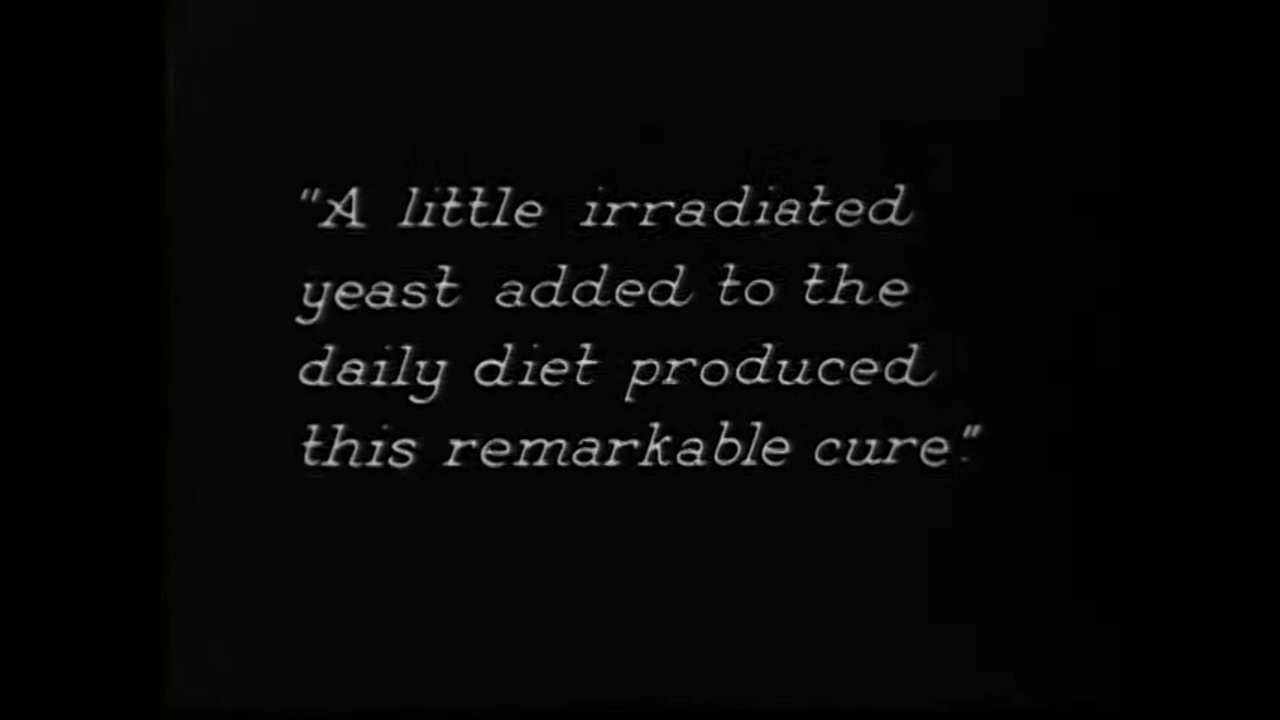 "A little irradiated
yeast added to the
daily diet produced
this remarkable cure."